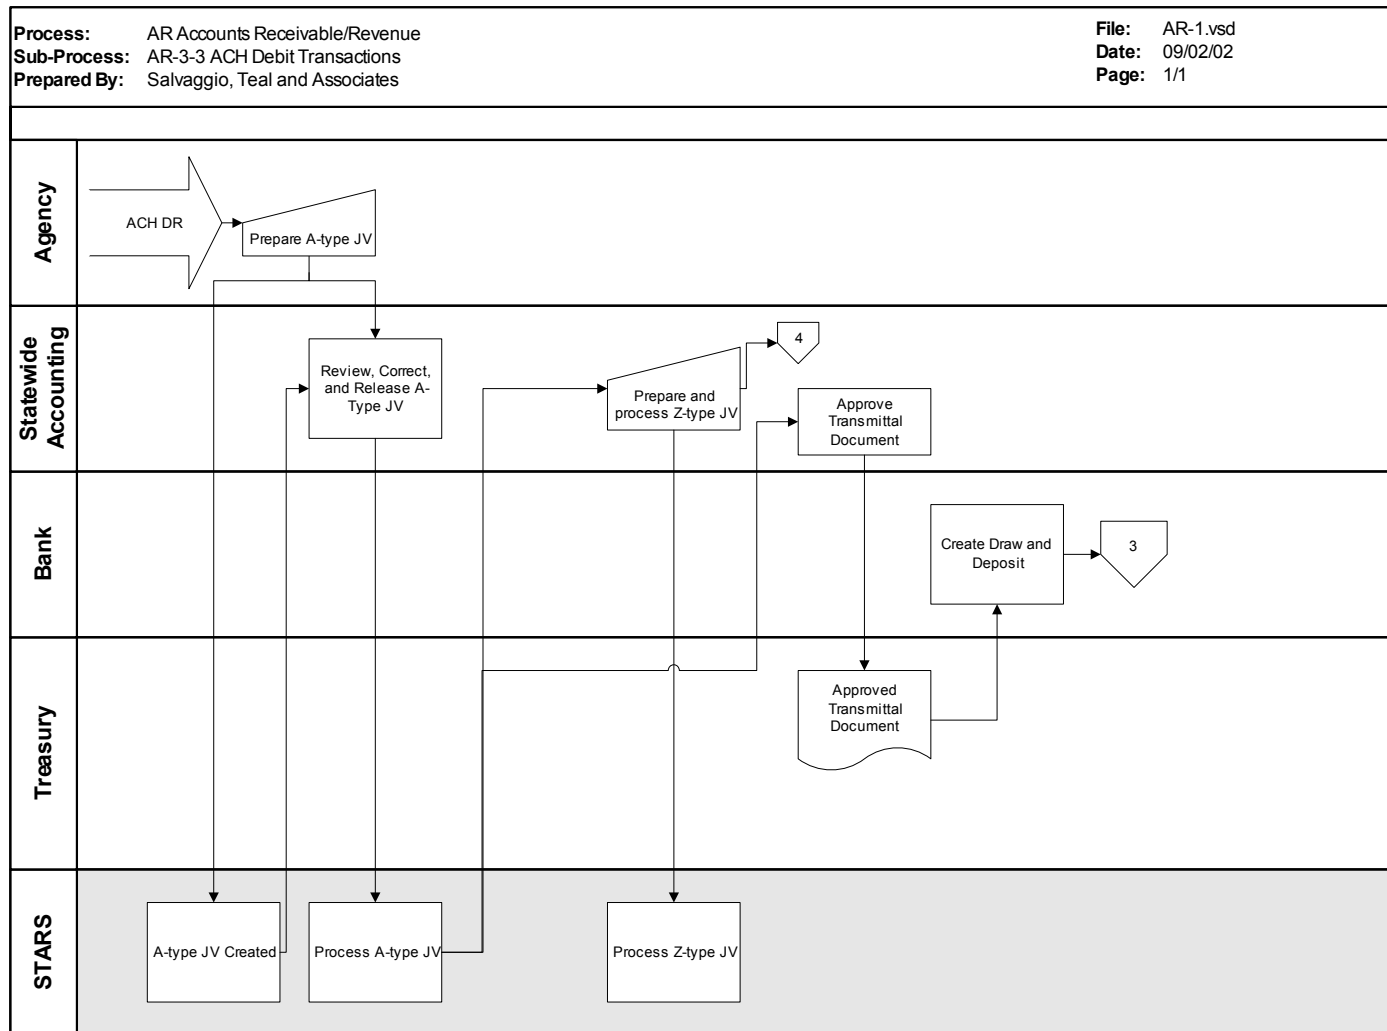 Process: AR Accounts Receivable/Revenue
Sub-Process: AR-3-3 ACH Debit Transactions
Prepared By: Salvaggio, Teal and Associates
File: AR-1.vsd
Date: 09/02/02
Page: 1/1
Agency
ACH DR
Prepare A-type JV
Statewide
Accounting
Review, Correct,
and Release A-
Type JV
Prepare and
process Z-type JV
4
Approve
Transmittal
Document
Bank
Create Draw and
Deposit
3
Treasury
Approved
Transmittal
Document
STARS
A-type JV Created
Process A-type JV
Process Z-type JV